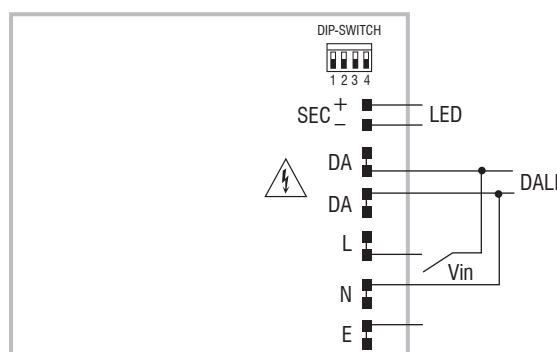 DIP-SWITCH
1 2 3 4
SEC + −
LED
DA
DALI
DA
L
Vin
N
E